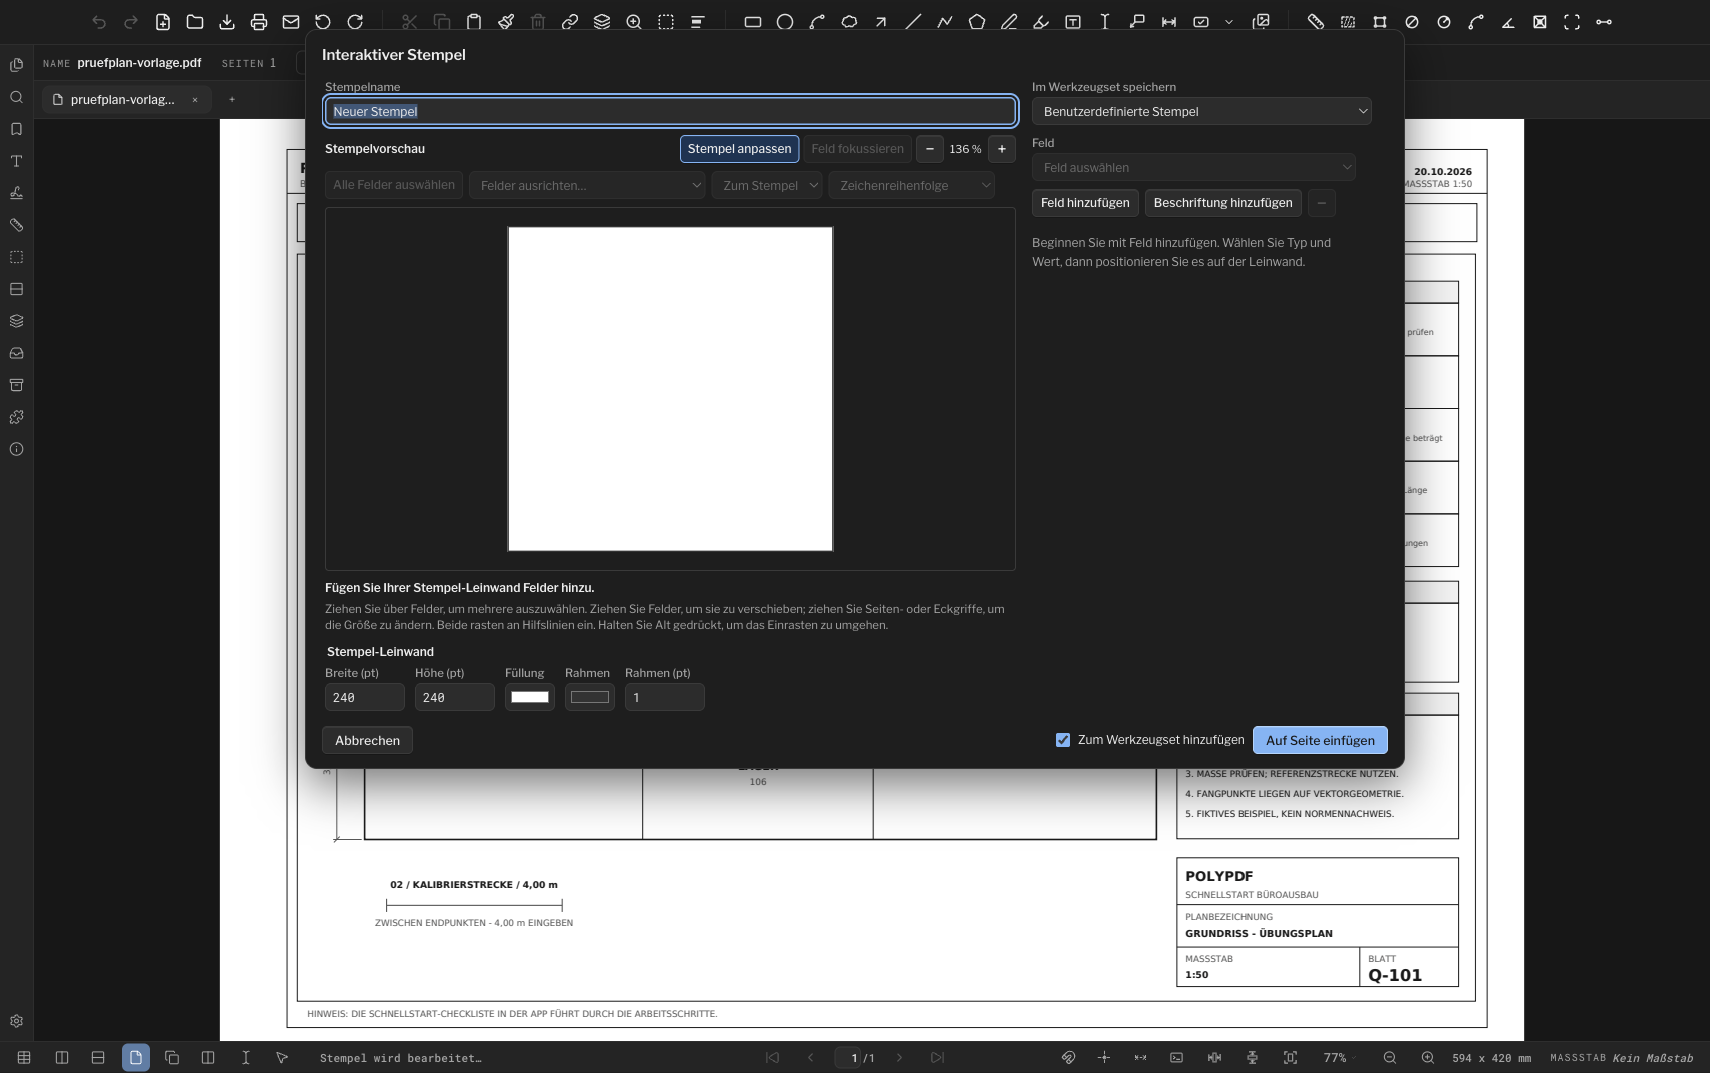 NAME pruefplan-vorlage.pdf SEITEN 1
pruefplan-vorlag... × +
Interaktiver Stempel
Stempelname
Neuer Stempel
Im Werkzeugset speichern
Benutzerdefinierte Stempel
Stempelvorschau
Stempel anpassen
Feld fokussieren
− 136 % +
Feld
Feld auswählen
Alle Felder auswählen
Felder ausrichten...
Zum Stempel
Zeichenreihenfolge
Feld hinzufügen
Beschriftung hinzufügen
−
Beginnen Sie mit Feld hinzufügen. Wählen Sie Typ und
Wert, dann positionieren Sie es auf der Leinwand.
Fügen Sie Ihrer Stempel-Leinwand Felder hinzu.
Ziehen Sie über Felder, um mehrere auszuwählen. Ziehen Sie Felder, um sie zu verschieben; ziehen Sie Seiten- oder Eckgriffe, um
die Größe zu ändern. Beide rasten an Hilfslinien ein. Halten Sie Alt gedrückt, um das Einrasten zu umgehen.
Stempel-Leinwand
Breite (pt) Höhe (pt) Füllung Rahmen Rahmen (pt)
240 240 1
Abbrechen
Zum Werkzeugset hinzufügen
Auf Seite einfügen
20.10.2026
MASSSTAB 1:50
prüfen
beträgt
Länge
106
3. MASSE PRÜFEN; REFERENZSTRECKE NUTZEN.
4. FANGPUNKTE LIEGEN AUF VEKTORGEOMETRIE.
5. FIKTIVES BEISPIEL, KEIN NORMENNACHWEIS.
02 / KALIBRIERSTRECKE / 4,00 m
ZWISCHEN ENDPUNKTEN - 4,00 m EINGEBEN
POLYPDF
SCHNELLSTART BÜROAUSBAU
PLANBEZEICHNUNG
GRUNDRISS - ÜBUNGSPLAN
MASSSTAB
1:50
BLATT
Q-101
HINWEIS: DIE SCHNELLSTART-CHECKLISTE IN DER APP FÜHRT DURCH DIE ARBEITSSCHRITTE.
Stempel wird bearbeitet…
1 /1
77%
594 x 420 mm
MASSSTAB Kein Maßstab